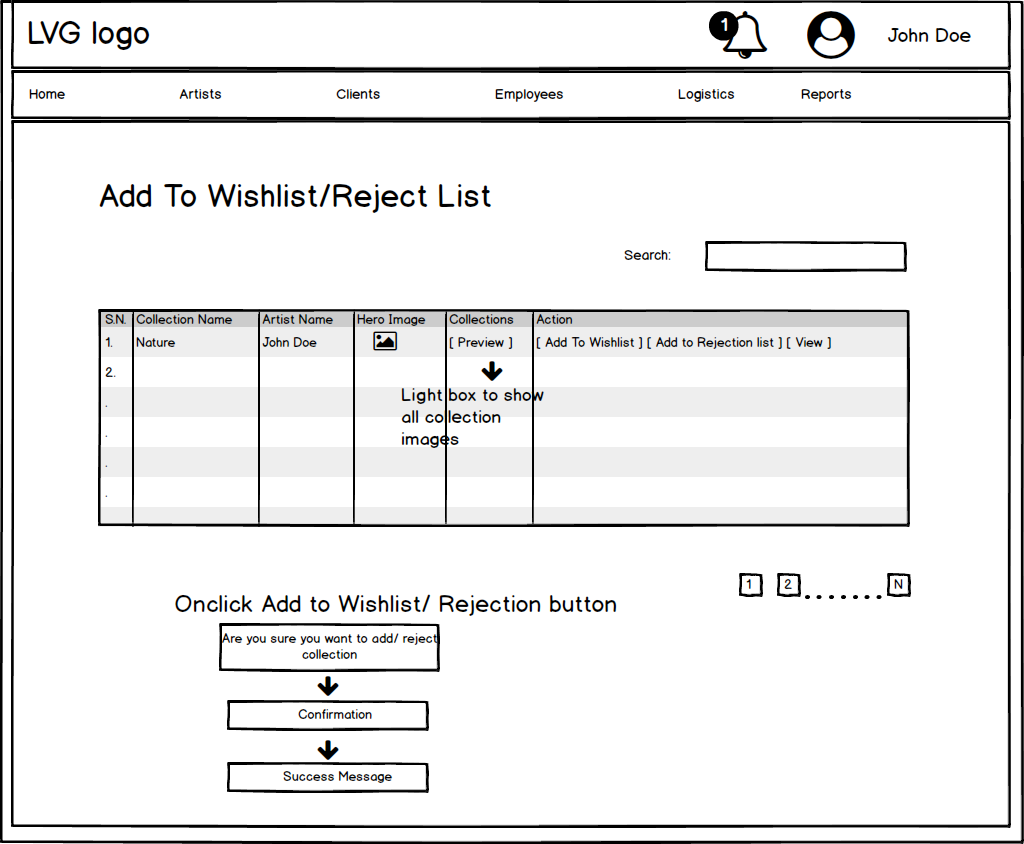 LVG logo
1
John Doe
Home Artists Clients Employees Logistics Reports
Add To Wishlist/Reject List
Search:
S.N. Collection Name Artist Name Hero Image Collections Action
1. Nature John Doe [ Preview ] [ Add To Wishlist ] [ Add to Rejection list ] [ View ]
2.
Light box to show
.
all collection
.
images
.
.
1 2 ....... N
Onclick Add to Wishlist/ Rejection button
Are you sure you want to add/ reject
collection
Confirmation
Success Message